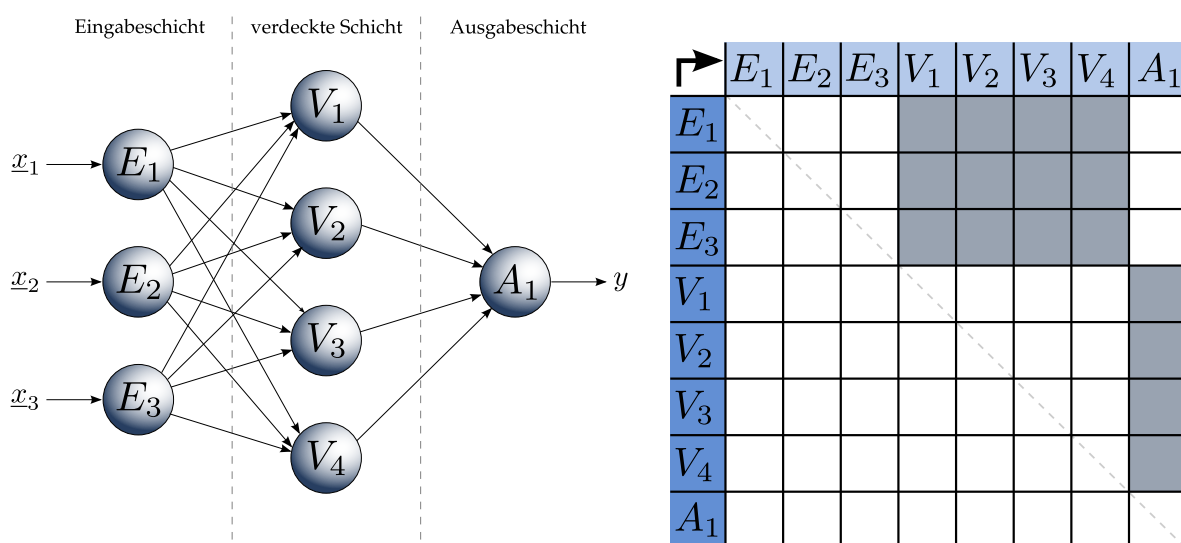 Eingabeschicht verdeckte Schicht Ausgabeschicht
x1 E1 V1
x2 E2 V2 A1 y
x3 E3 V3
V4
E1 E2 E3 V1 V2 V3 V4 A1
E1
E2
E3
V1
V2
V3
V4
A1